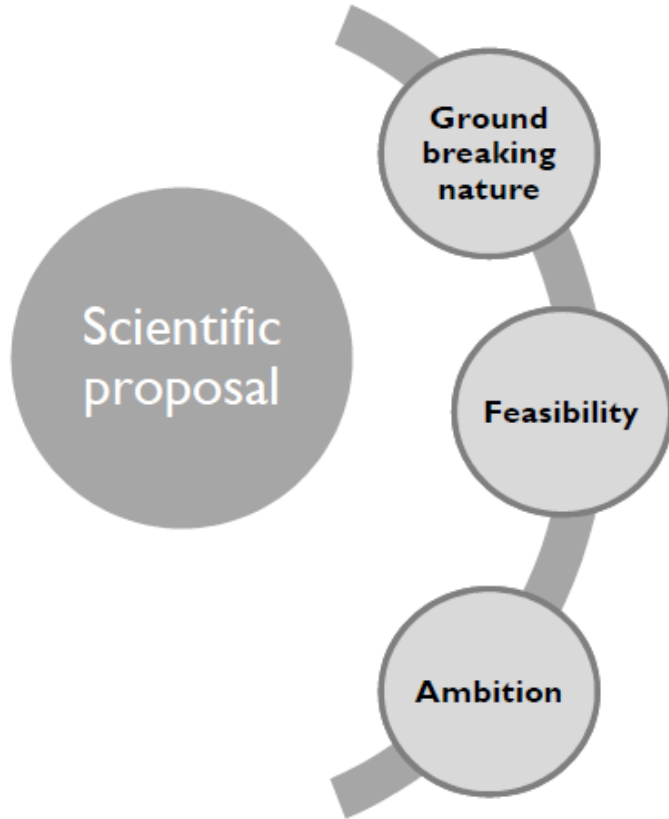 Ground
breaking
nature
Scientific
proposal
Feasibility
Ambition